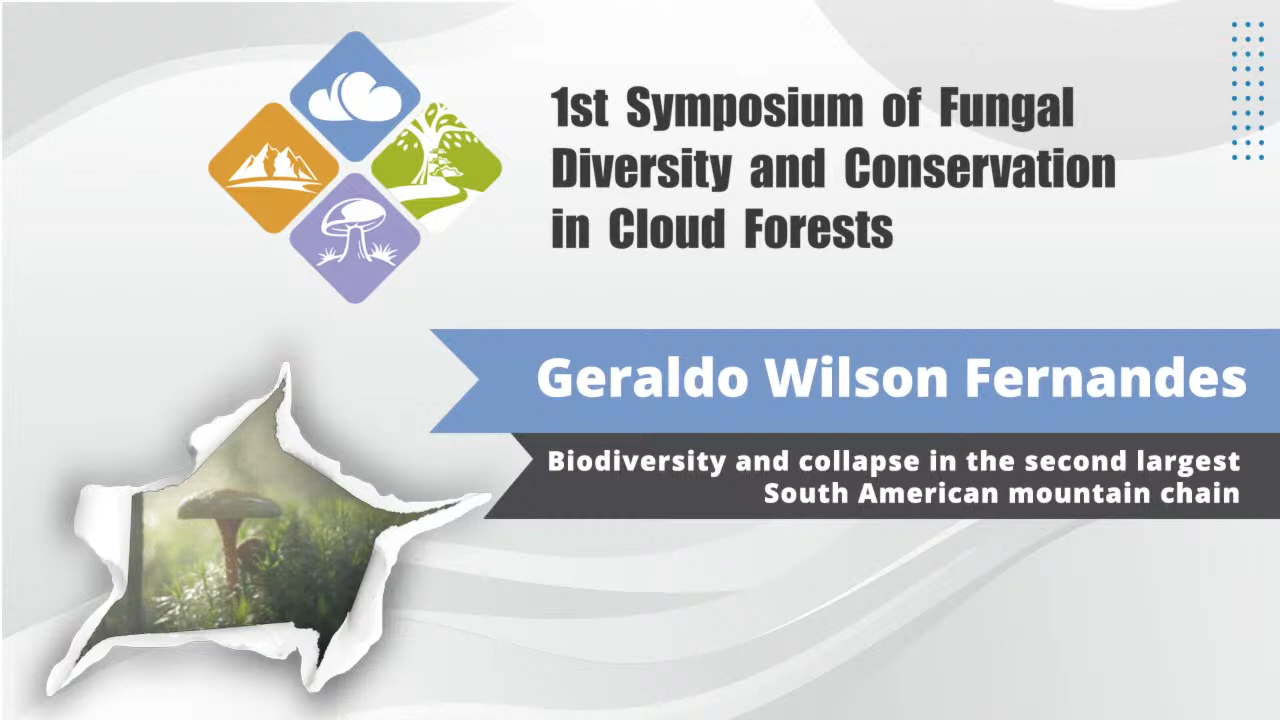 1st Symposium of Fungal
Diversity and Conservation
in Cloud Forests
Geraldo Wilson Fernandes
Biodiversity and collapse in the second largest
South American mountain chain